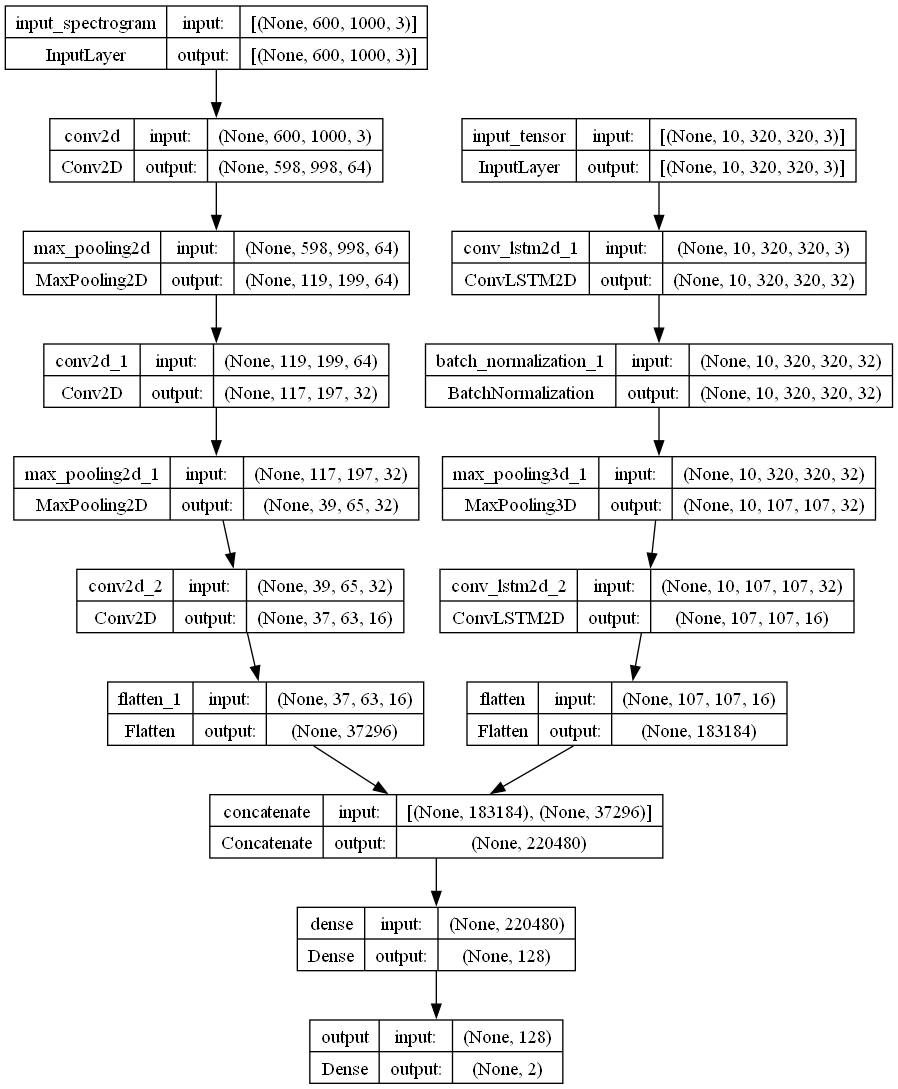 input_spectrogram input: [(None, 600, 1000, 3)]
InputLayer output: [(None, 600, 1000, 3)]
conv2d input: (None, 600, 1000, 3)
Conv2D output: (None, 598, 998, 64)
input_tensor input: [(None, 10, 320, 320, 3)]
InputLayer output: [(None, 10, 320, 320, 3)]
max_pooling2d input: (None, 598, 998, 64)
MaxPooling2D output: (None, 119, 199, 64)
conv_lstm2d_1 input: (None, 10, 320, 320, 3)
ConvLSTM2D output: (None, 10, 320, 320, 32)
conv2d_1 input: (None, 119, 199, 64)
Conv2D output: (None, 117, 197, 32)
batch_normalization_1 input: (None, 10, 320, 320, 32)
BatchNormalization output: (None, 10, 320, 320, 32)
max_pooling2d_1 input: (None, 117, 197, 32)
MaxPooling2D output: (None, 39, 65, 32)
max_pooling3d_1 input: (None, 10, 320, 320, 32)
MaxPooling3D output: (None, 10, 107, 107, 32)
conv2d_2 input: (None, 39, 65, 32)
Conv2D output: (None, 37, 63, 16)
conv_lstm2d_2 input: (None, 10, 107, 107, 32)
ConvLSTM2D output: (None, 107, 107, 16)
flatten_1 input: (None, 37, 63, 16)
Flatten output: (None, 37296)
flatten input: (None, 107, 107, 16)
Flatten output: (None, 183184)
concatenate input: [(None, 183184), (None, 37296)]
Concatenate output: (None, 220480)
dense input: (None, 220480)
Dense output: (None, 128)
output input: (None, 128)
Dense output: (None, 2)